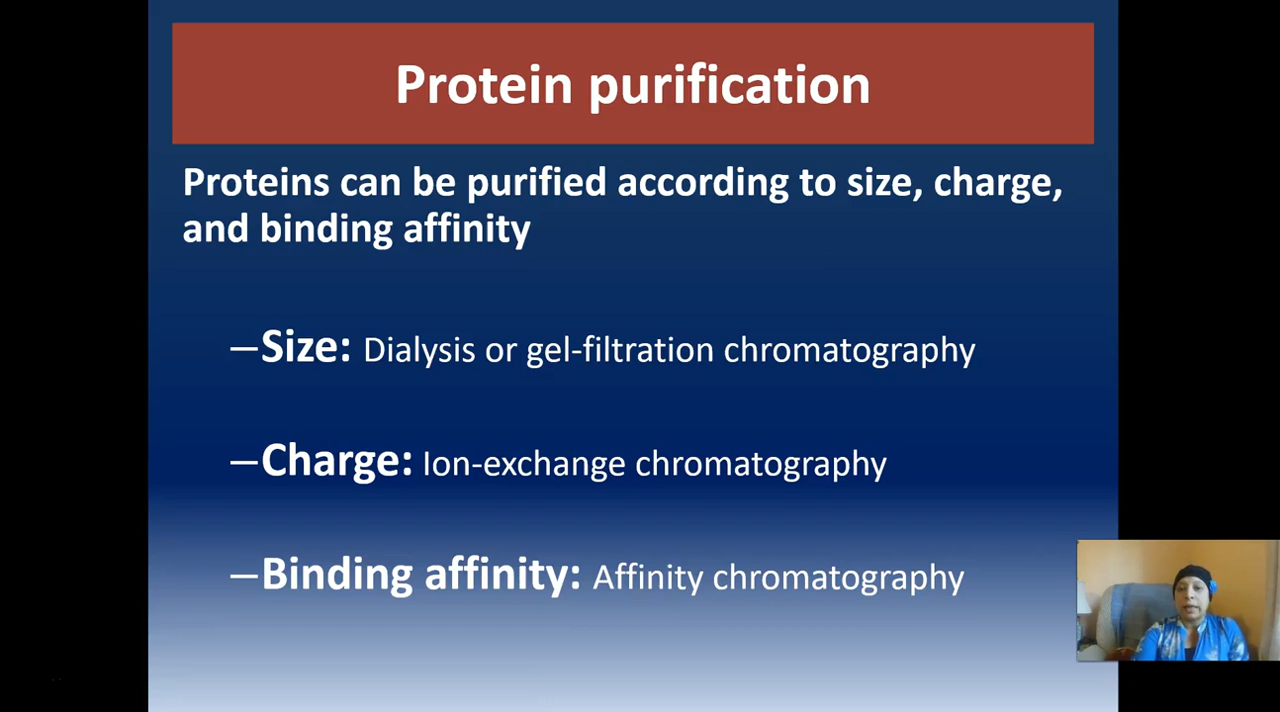 Protein purification
Proteins can be purified according to size, charge,
and binding affinity
–Size: Dialysis or gel-filtration chromatography
–Charge: Ion-exchange chromatography
–Binding affinity: Affinity chromatography